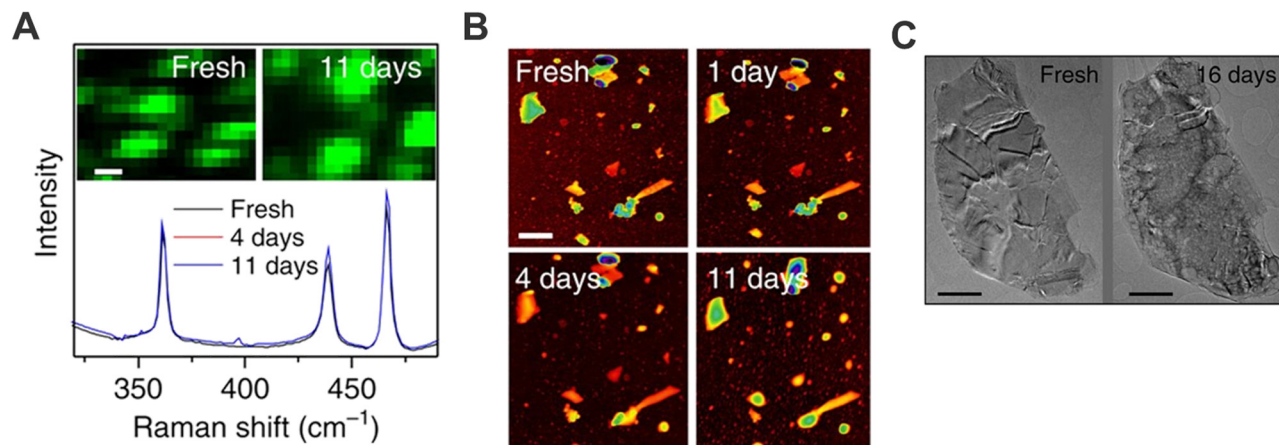 A
Fresh
11 days
Fresh
4 days
11 days
Intensity
350
400
450
Raman shift (cm⁻¹)
B
Fresh
1 day
4 days
11 days
C
Fresh
16 days